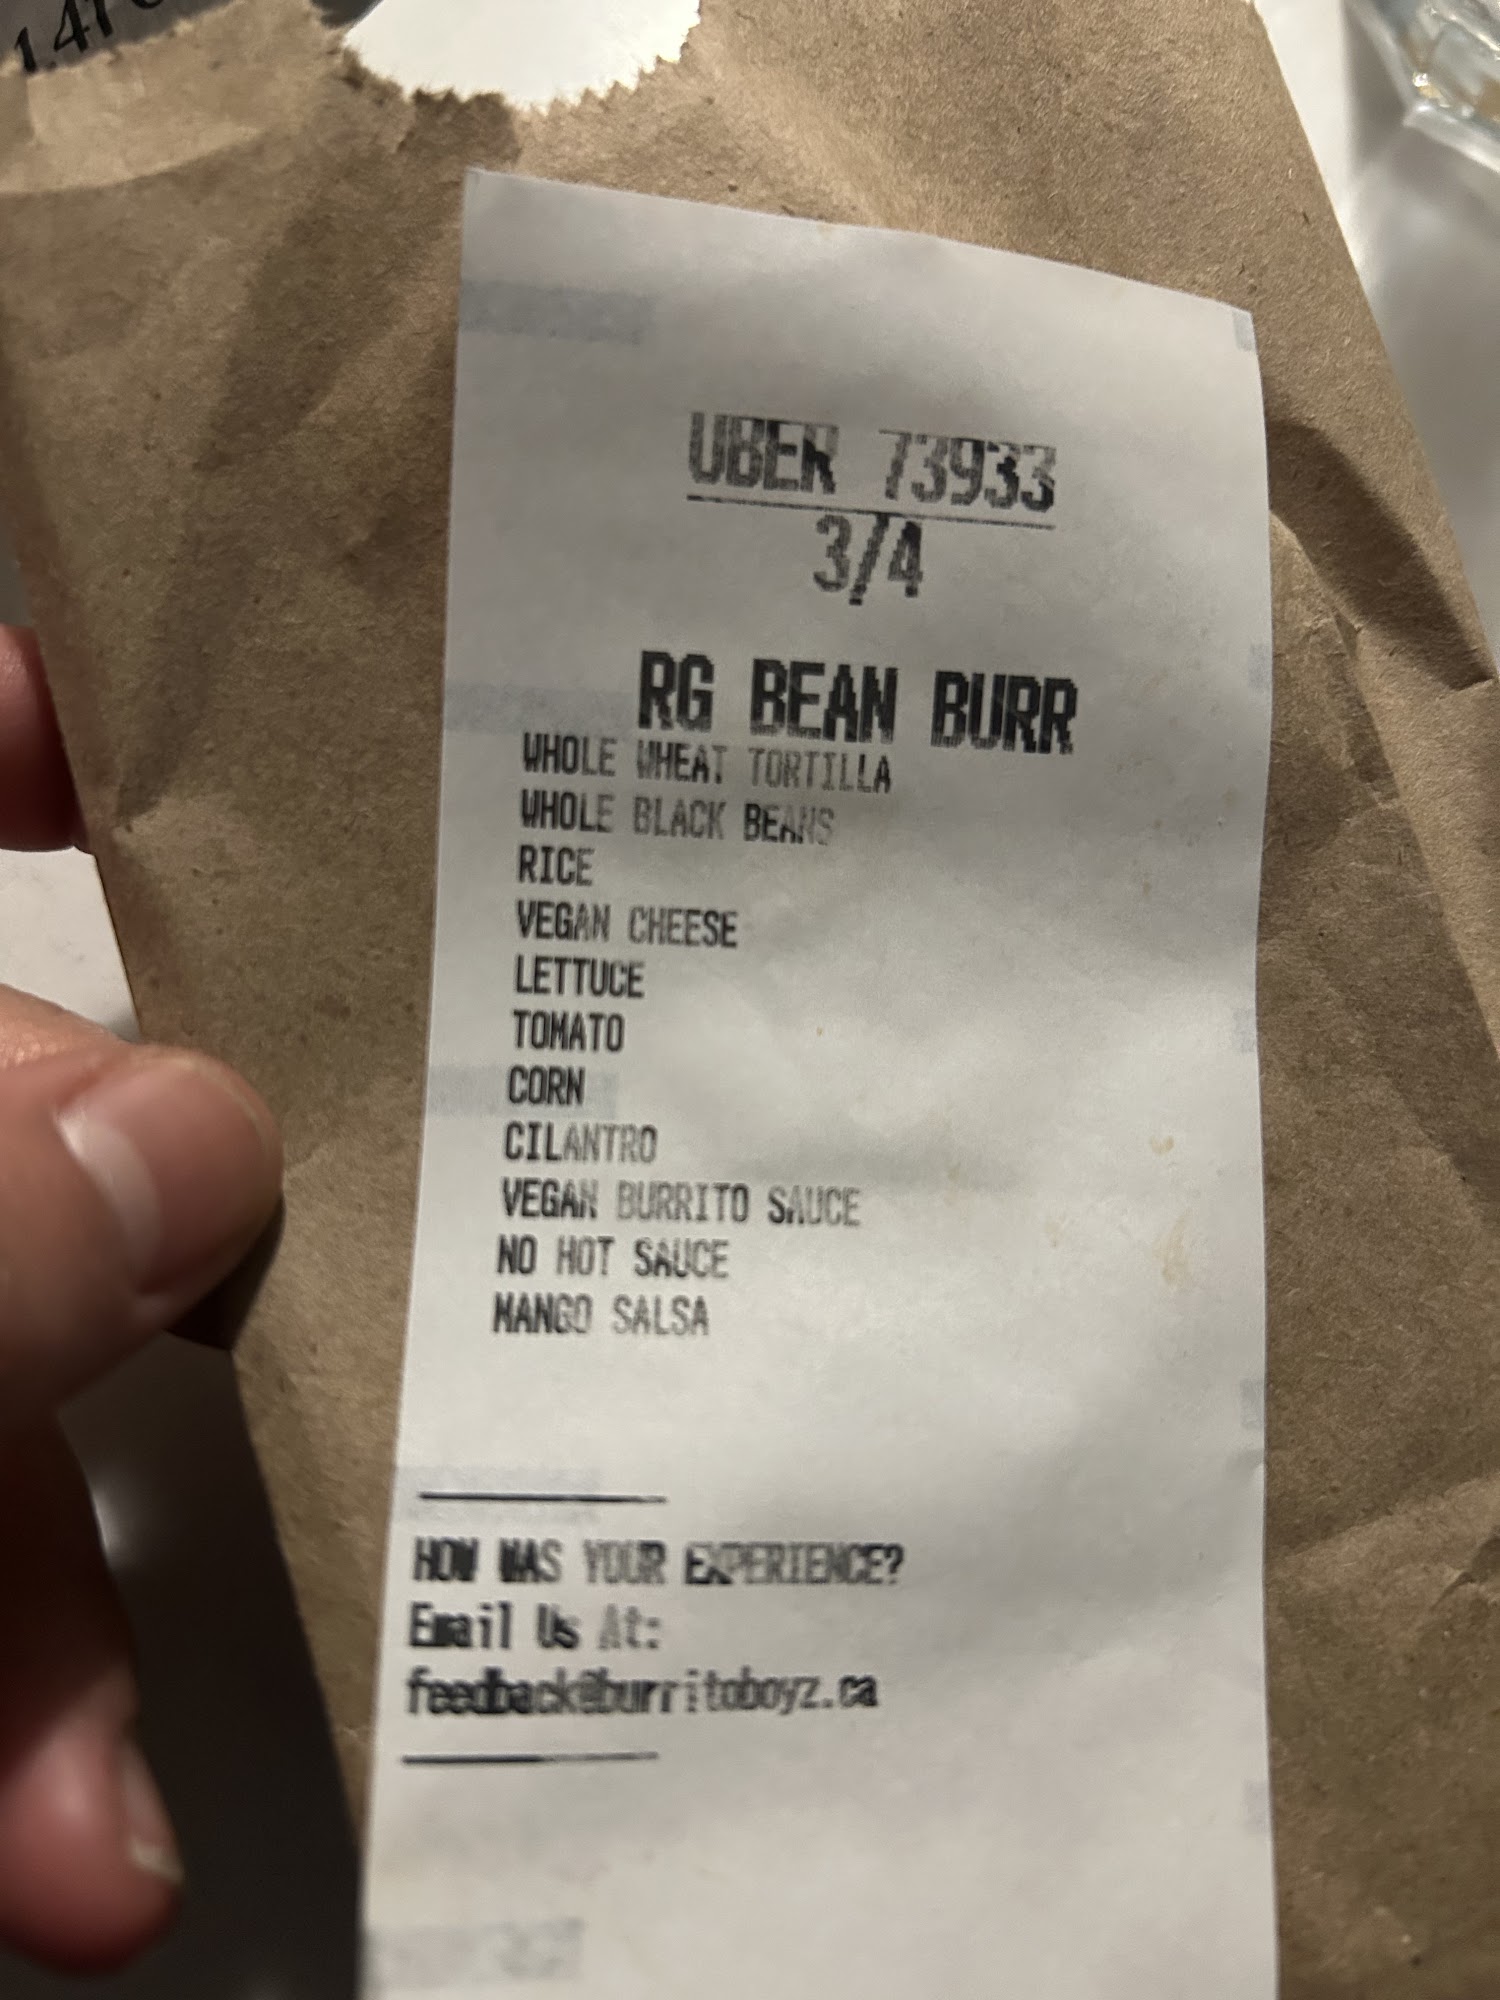 UBER 73933
3/4
RG BEAN BURR
WHOLE WHEAT TORTILLA
WHOLE BLACK BEANS
RICE
VEGAN CHEESE
LETTUCE
TOMATO
CORN
CILANTRO
VEGAN BURRITO SAUCE
NO HOT SAUCE
MANGO SALSA
HOW WAS YOUR EXPERIENCE?
Email Us At:
feedback@burritoboyz.ca